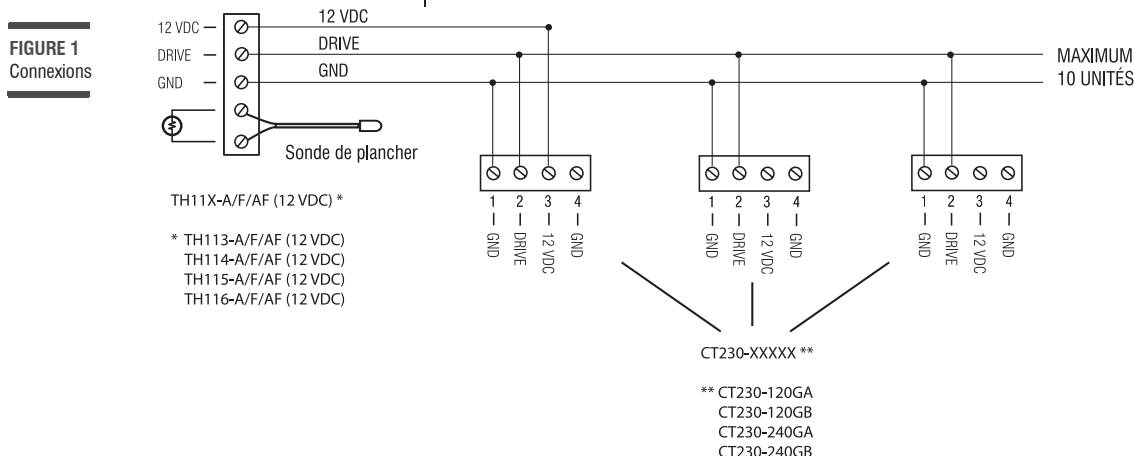 FIGURE 1
Connexions
12 VDC
DRIVE
GND
12 VDC
DRIVE
GND
MAXIMUM
10 UNITÉS
Sonde de plancher
TH11X-A/F/AF (12 VDC) *
* TH113-A/F/AF (12 VDC)
TH114-A/F/AF (12 VDC)
TH115-A/F/AF (12 VDC)
TH116-A/F/AF (12 VDC)
1 2 3 4
GND
DRIVE
12 VDC
GND
1 2 3 4
GND
DRIVE
12 VDC
GND
1 2 3 4
GND
DRIVE
12 VDC
GND
CT230-XXXXX **
** CT230-120GA
CT230-120GB
CT230-240GA
CT230-240GB